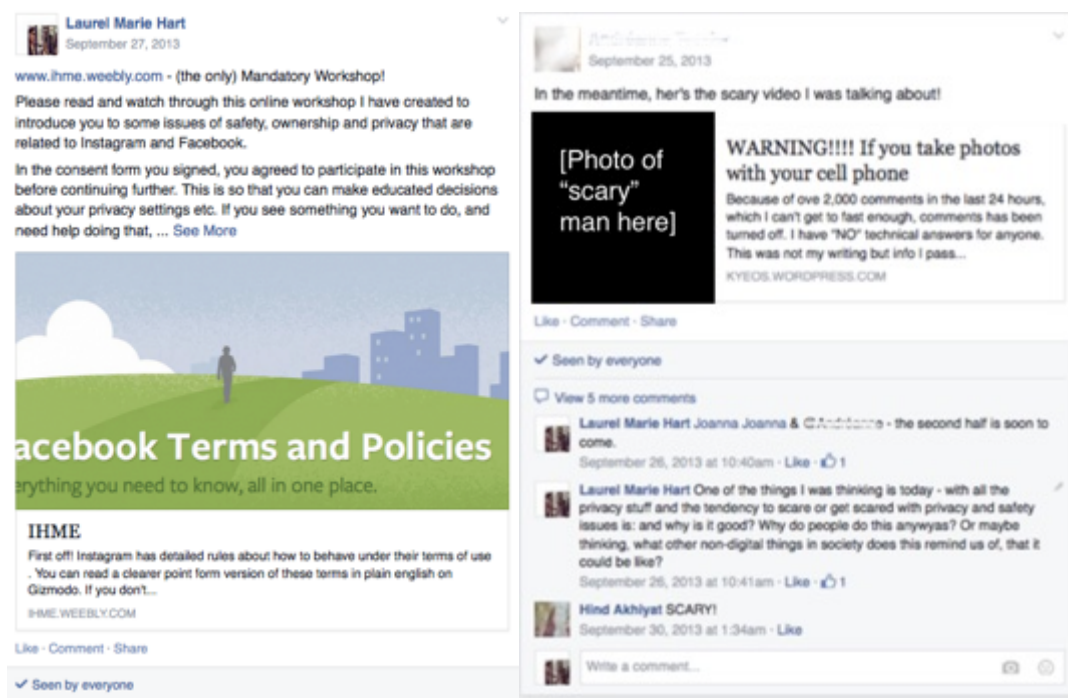 Laurel Marie Hart
September 27, 2013
www.ihme.weebly.com - (the only) Mandatory Workshop!
Please read and watch through this online workshop I have created to
introduce you to some issues of safety, ownership and privacy that are
related to Instagram and Facebook.
In the consent form you signed, you agreed to participate in this workshop
before continuing further. This is so that you can make educated decisions
about your privacy settings etc. If you see something you want to do, and
need help doing that, ... See More
acebook Terms and Policies
erything you need to know, all in one place.
IHME
First off! Instagram has detailed rules about how to behave under their terms of use
. You can read a clearer point form version of these terms in plain english on
Gizmodo. If you don't...
IHME.WEEBLY.COM
Like · Comment · Share
Seen by everyone
September 25, 2013
In the meantime, her's the scary video I was talking about!
[Photo of
"scary"
man here]
WARNING!!!! If you take photos
with your cell phone
Because of ove 2,000 comments in the last 24 hours,
which I can't get to fast enough, comments has been
turned off. I have "NO" technical answers for anyone.
This was not my writing but info I pass...
KYEOS.WORDPRESS.COM
Like · Comment · Share
Seen by everyone
View 5 more comments
Laurel Marie Hart Joanna Joanna & - the second half is soon to
come.
September 26, 2013 at 10:40am · Like · 1
Laurel Marie Hart One of the things I was thinking is today - with all the
privacy stuff and the tendency to scare or get scared with privacy and safety
issues is: and why is it good? Why do people do this anywyas? Or maybe
thinking, what other non-digital things in society does this remind us of, that it
could be like?
September 26, 2013 at 10:41am · Like · 1
Hind Akhiyat SCARY!
September 30, 2013 at 1:34am · Like
Write a comment...